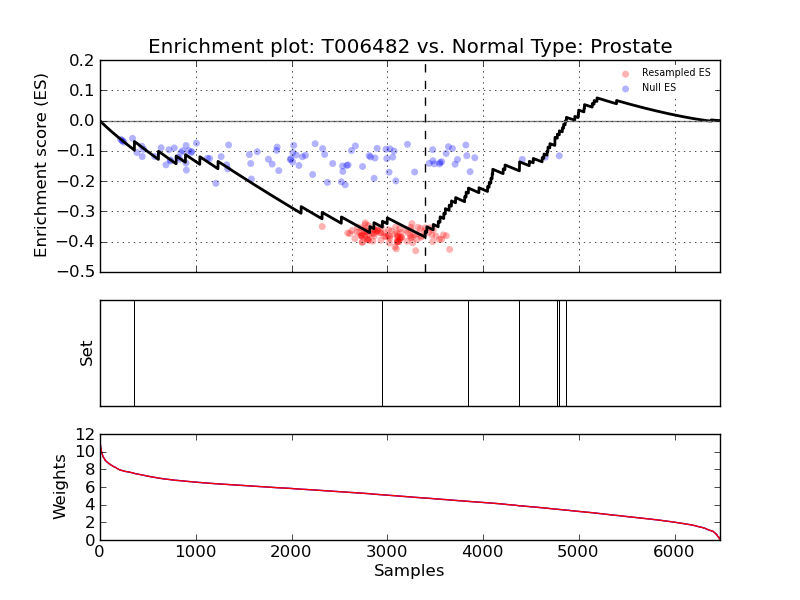 Enrichment plot: T006482 vs. Normal Type: Prostate
Enrichment score (ES)
0.2
0.1
0.0
−0.1
−0.2
−0.3
−0.4
−0.5
Resampled ES
Null ES
Set
Weights
12
10
8
6
4
2
0
0 1000 2000 3000 4000 5000 6000
Samples